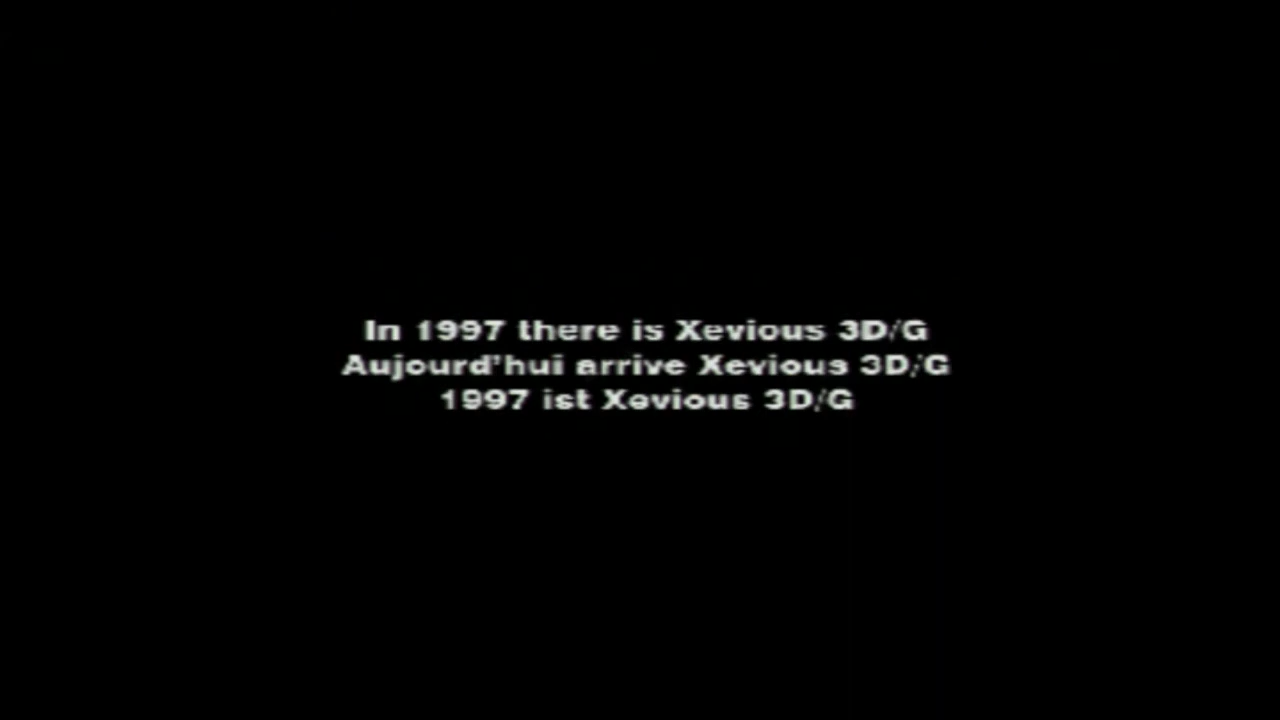 In 1997 there is Xevious 3D/G
Aujourd'hui arrive Xevious 3D/G
1997 ist Xevious 3D/G